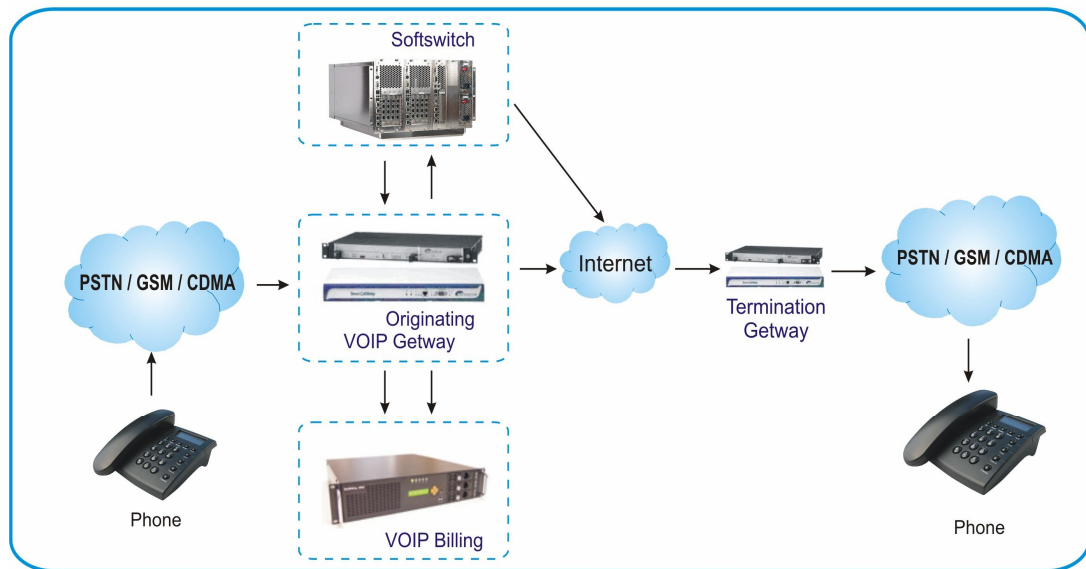 Softswitch
PSTN / GSM / CDMA
Originating
VOIP Getway
Internet
Termination
Getway
PSTN / GSM / CDMA
Phone
VOIP Billing
Phone